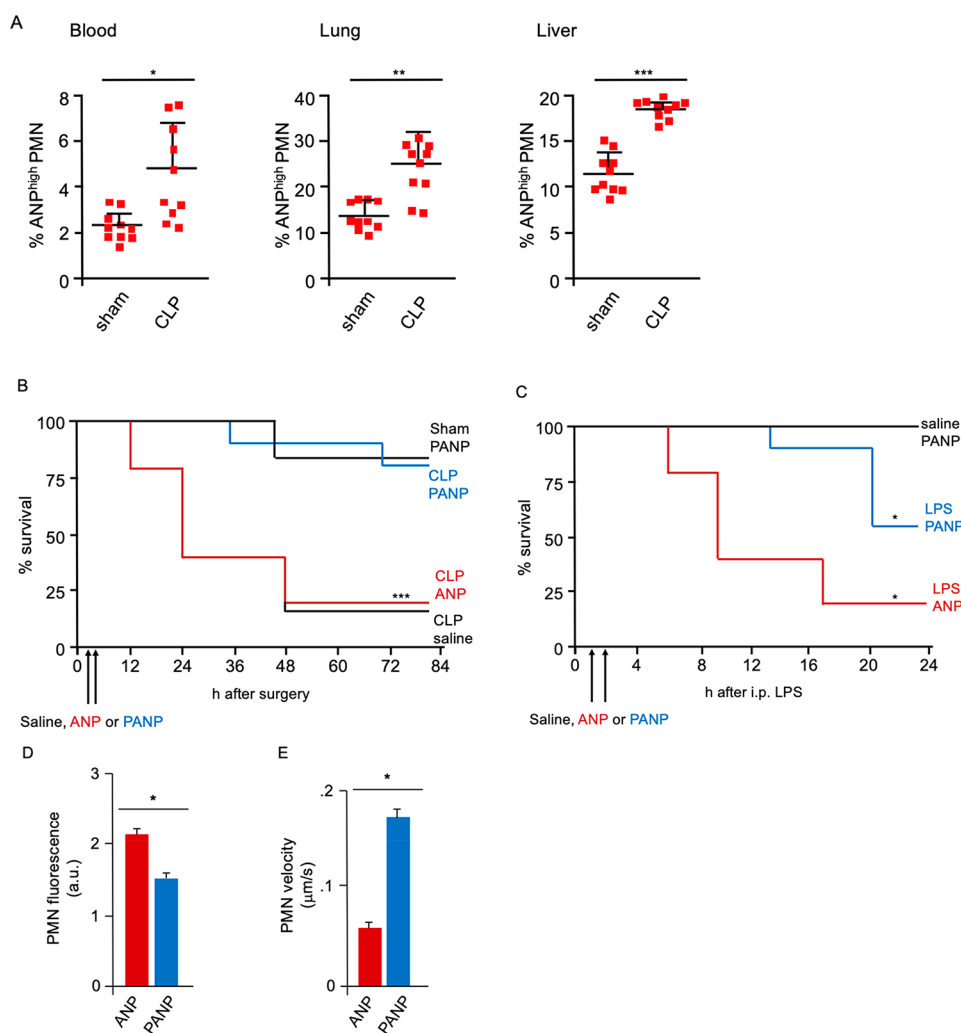 A
Blood
Lung
Liver
*
**
***
% ANPhigh PMN
8
6
4
2
0
sham
CLP
% ANPhigh PMN
40
30
20
10
0
sham
CLP
% ANPhigh PMN
20
15
10
5
0
sham
CLP
B
% survival
100
75
50
25
0
Sham
PANP
CLP
PANP
***
CLP
ANP
CLP
saline
0
12
24
36
48
60
72
84
h after surgery
Saline, ANP or PANP
C
% survival
100
75
50
25
0
saline
PANP
*
LPS
PANP
*
LPS
ANP
0
4
8
12
16
20
24
h after i.p. LPS
Saline, ANP or PANP
D
PMN fluorescence
(a.u.)
3
2
1
0
*
ANP
PANP
E
PMN velocity
(μm/s)
.2
.1
0
*
ANP
PANP